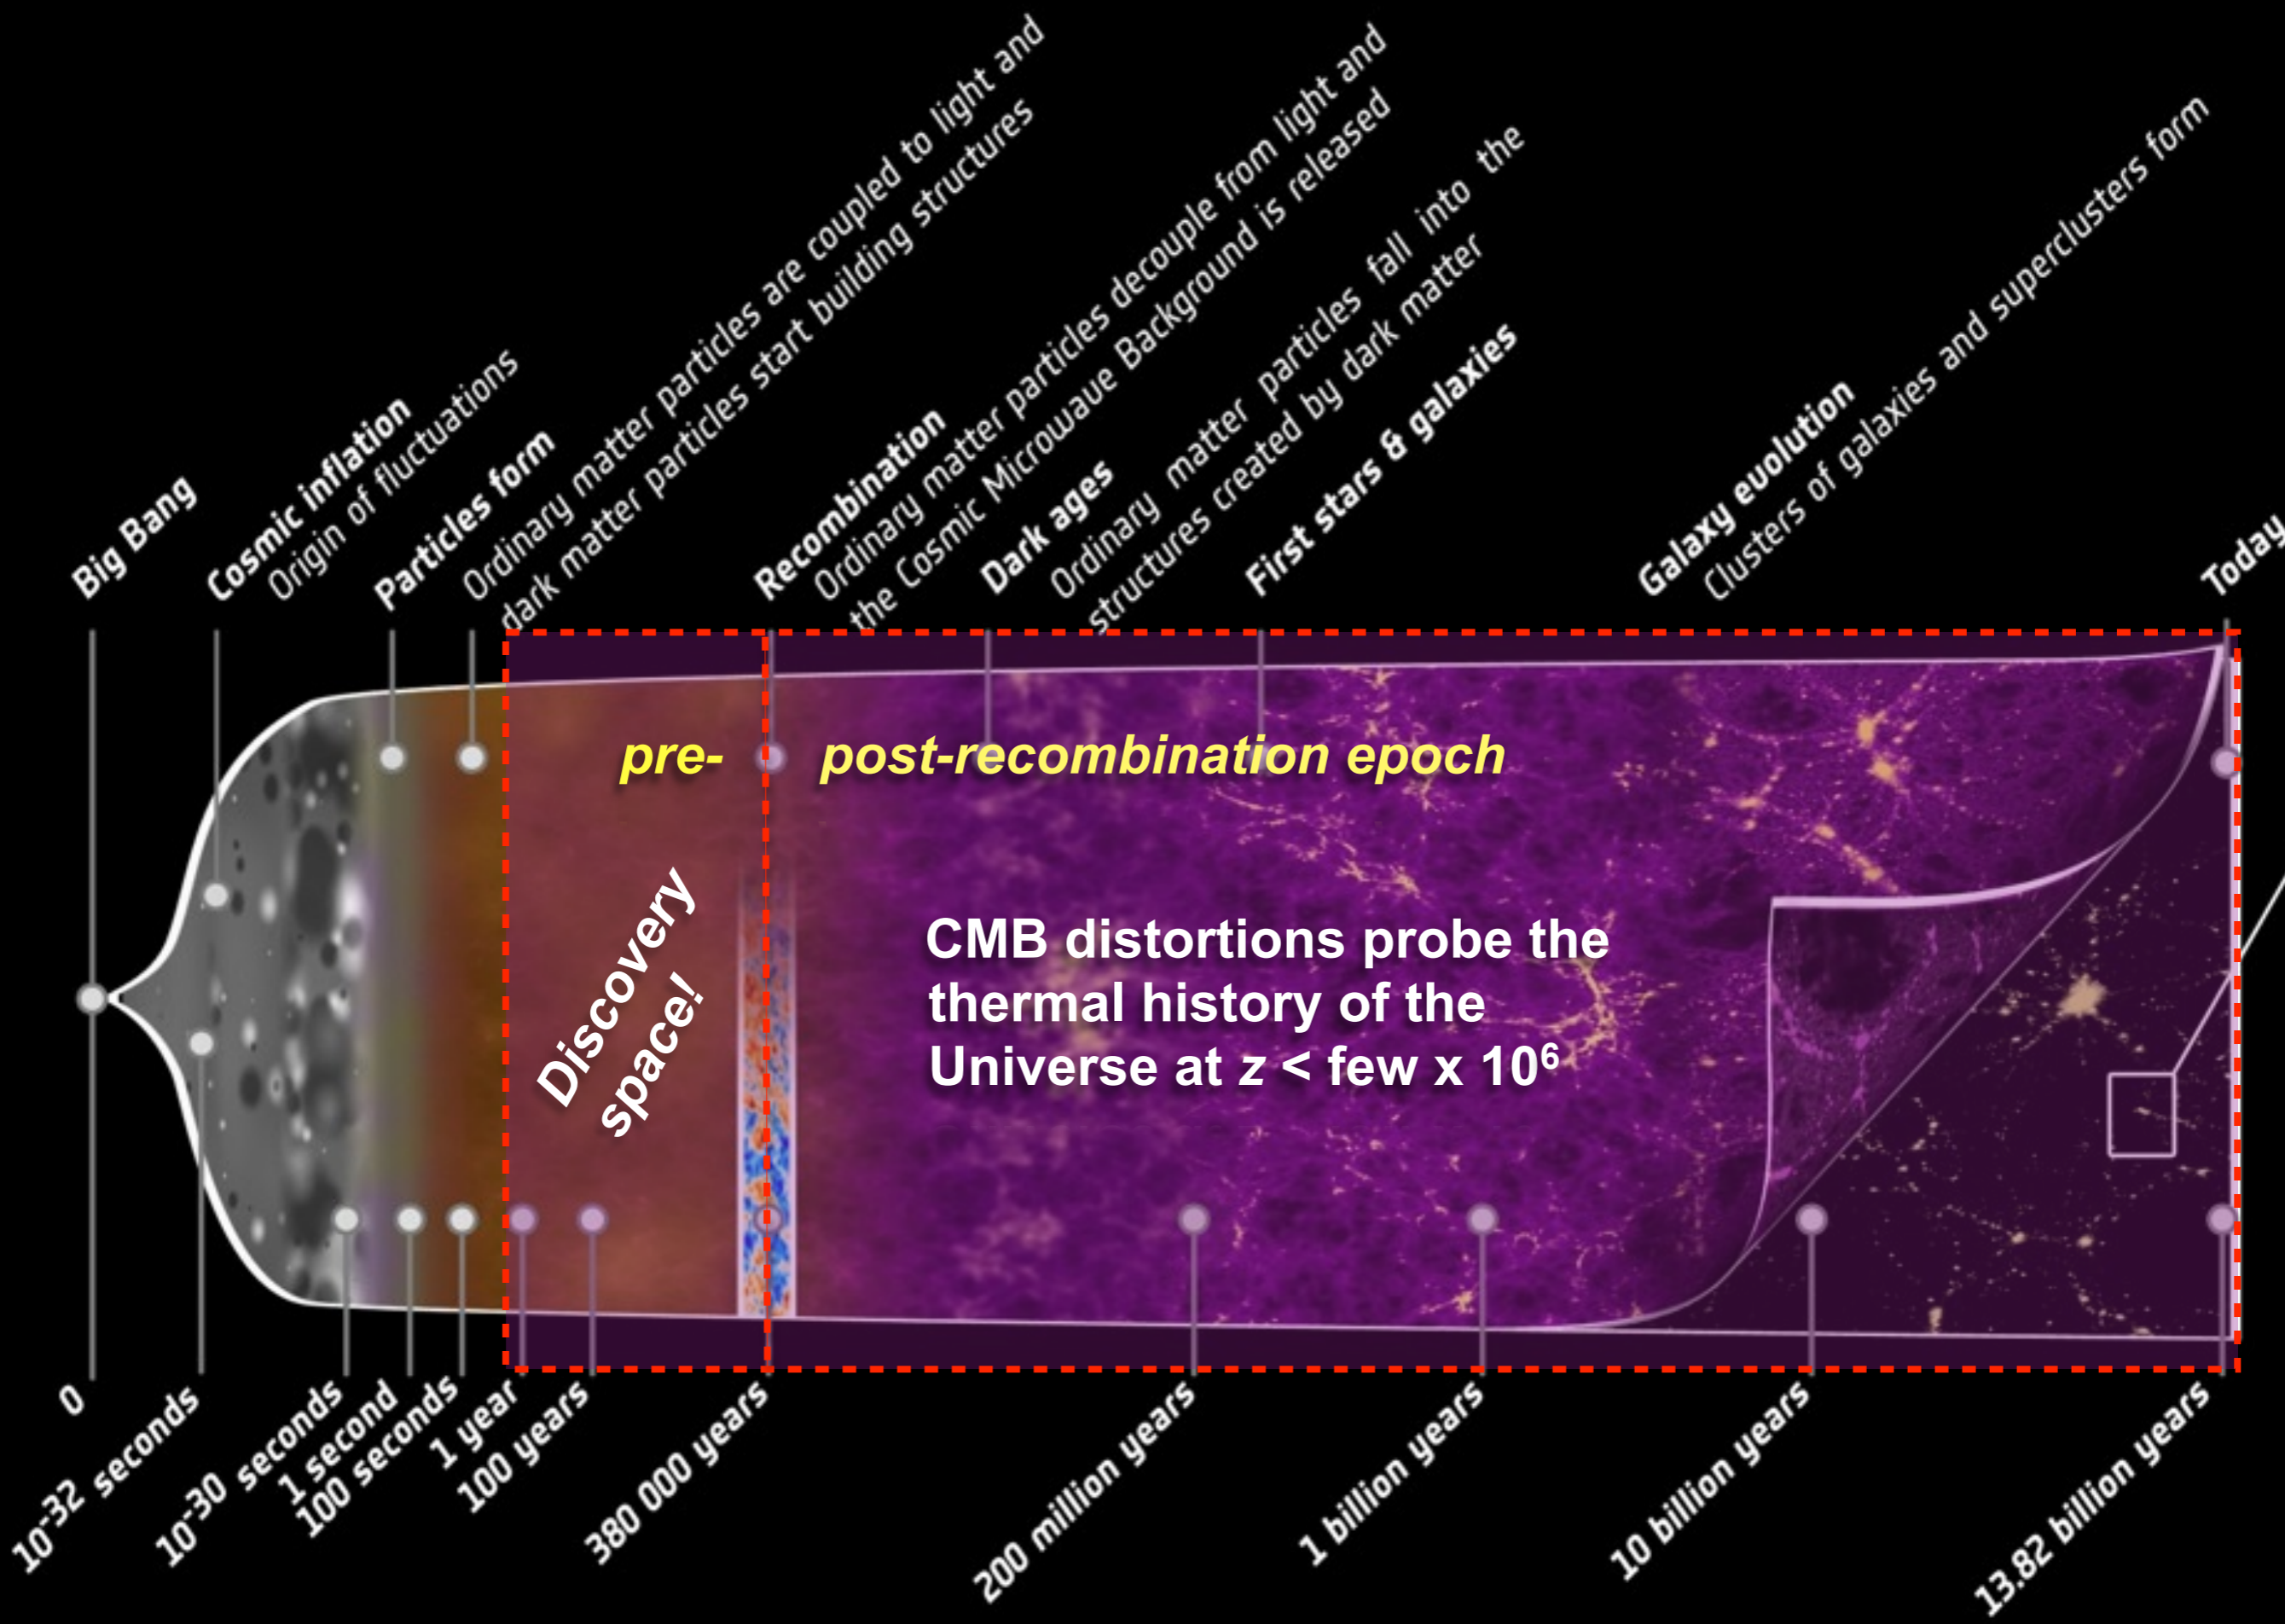 Big Bang
Cosmic inflation
Origin of fluctuations
Particles form
Ordinary matter particles are coupled to light and
dark matter particles start building structures
Recombination
Ordinary matter particles decouple from light and
the Cosmic Microwave Background is released
Dark ages
Ordinary matter particles fall into the
structures created by dark matter
First stars & galaxies
Galaxy evolution
Clusters of galaxies and superclusters form
Today
pre-
post-recombination epoch
Discovery
space!
CMB distortions probe the
thermal history of the
Universe at z < few x 10⁶
0
10⁻³² seconds
10⁻³⁰ seconds
1 second
100 seconds
1 year
100 years
380 000 years
200 million years
1 billion years
10 billion years
13.82 billion years